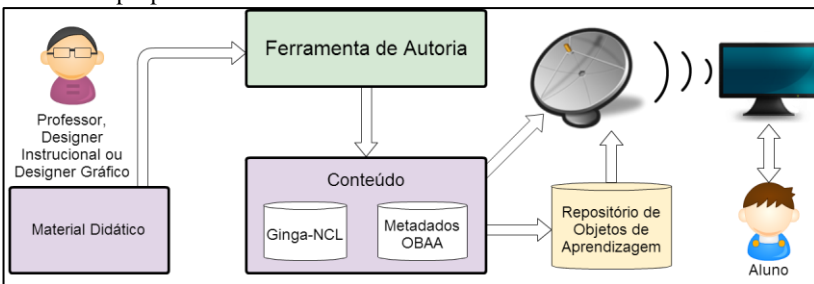 Ferramenta de Autoria
Professor,
Designer
Instrucional ou
Designer Gráfico
Material Didático
Conteúdo
Ginga-NCL
Metadados
OBAA
Repositório de
Objetos de
Aprendizagem
Aluno